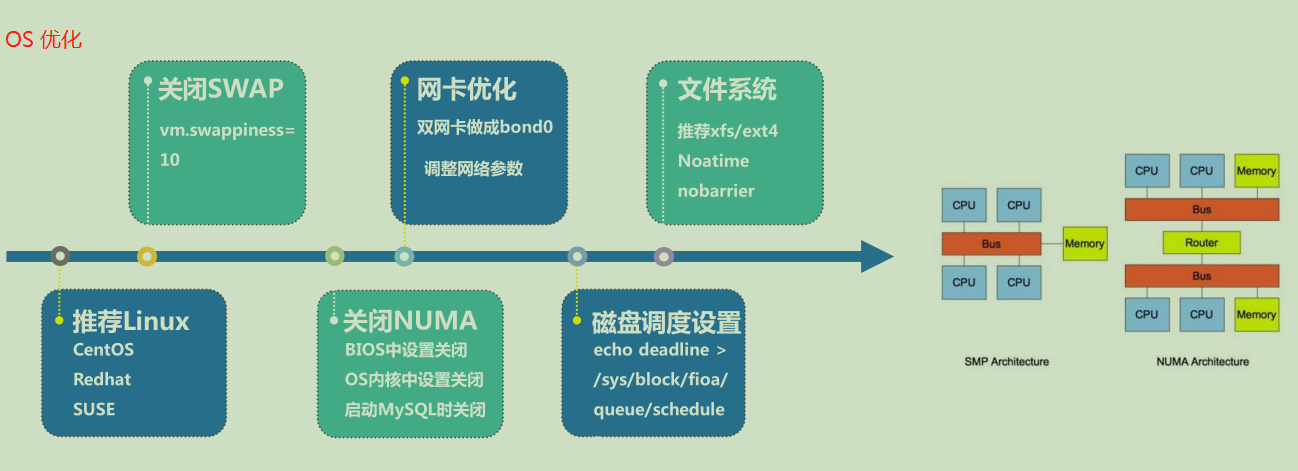 OS 优化
关闭SWAP
vm.swappiness=
10
网卡优化
双网卡做成bond0
调整网络参数
文件系统
推荐xfs/ext4
Noatime
nobarrier
推荐Linux
CentOS
Redhat
SUSE
关闭NUMA
BIOS中设置关闭
OS内核中设置关闭
启动MySQL时关闭
磁盘调度设置
echo deadline >
/sys/block/fioa/
queue/schedule
CPU
CPU
Bus
Memory
CPU
CPU
SMP Architecture
CPU
CPU
Memory
Bus
Router
Bus
CPU
CPU
Memory
NUMA Architecture